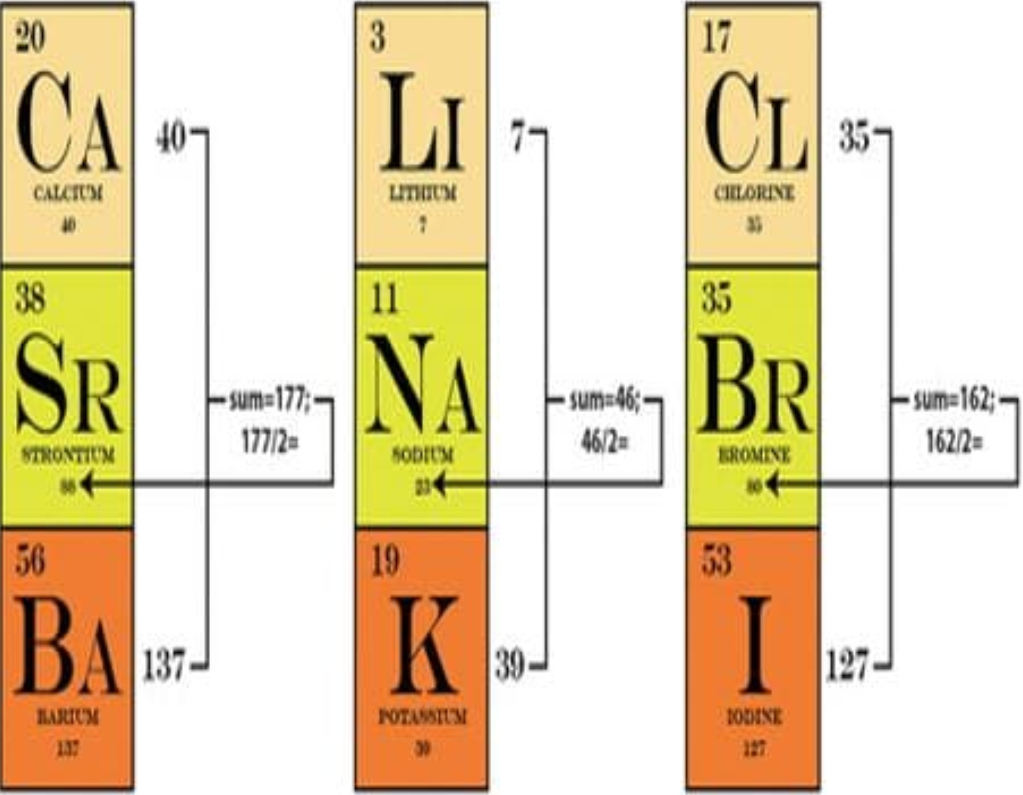 20
CA
CALCIUM
40
38
SR
STRONTIUM
88
56
BA
BARIUM
137
40
sum=177;
177/2=
137
3
LI
LITHIUM
7
11
NA
SODIUM
23
19
K
POTASSIUM
39
7
sum=46;
46/2=
39
17
CL
CHLORINE
35
35
BR
BROMINE
80
53
I
IODINE
127
35
sum=162;
162/2=
127